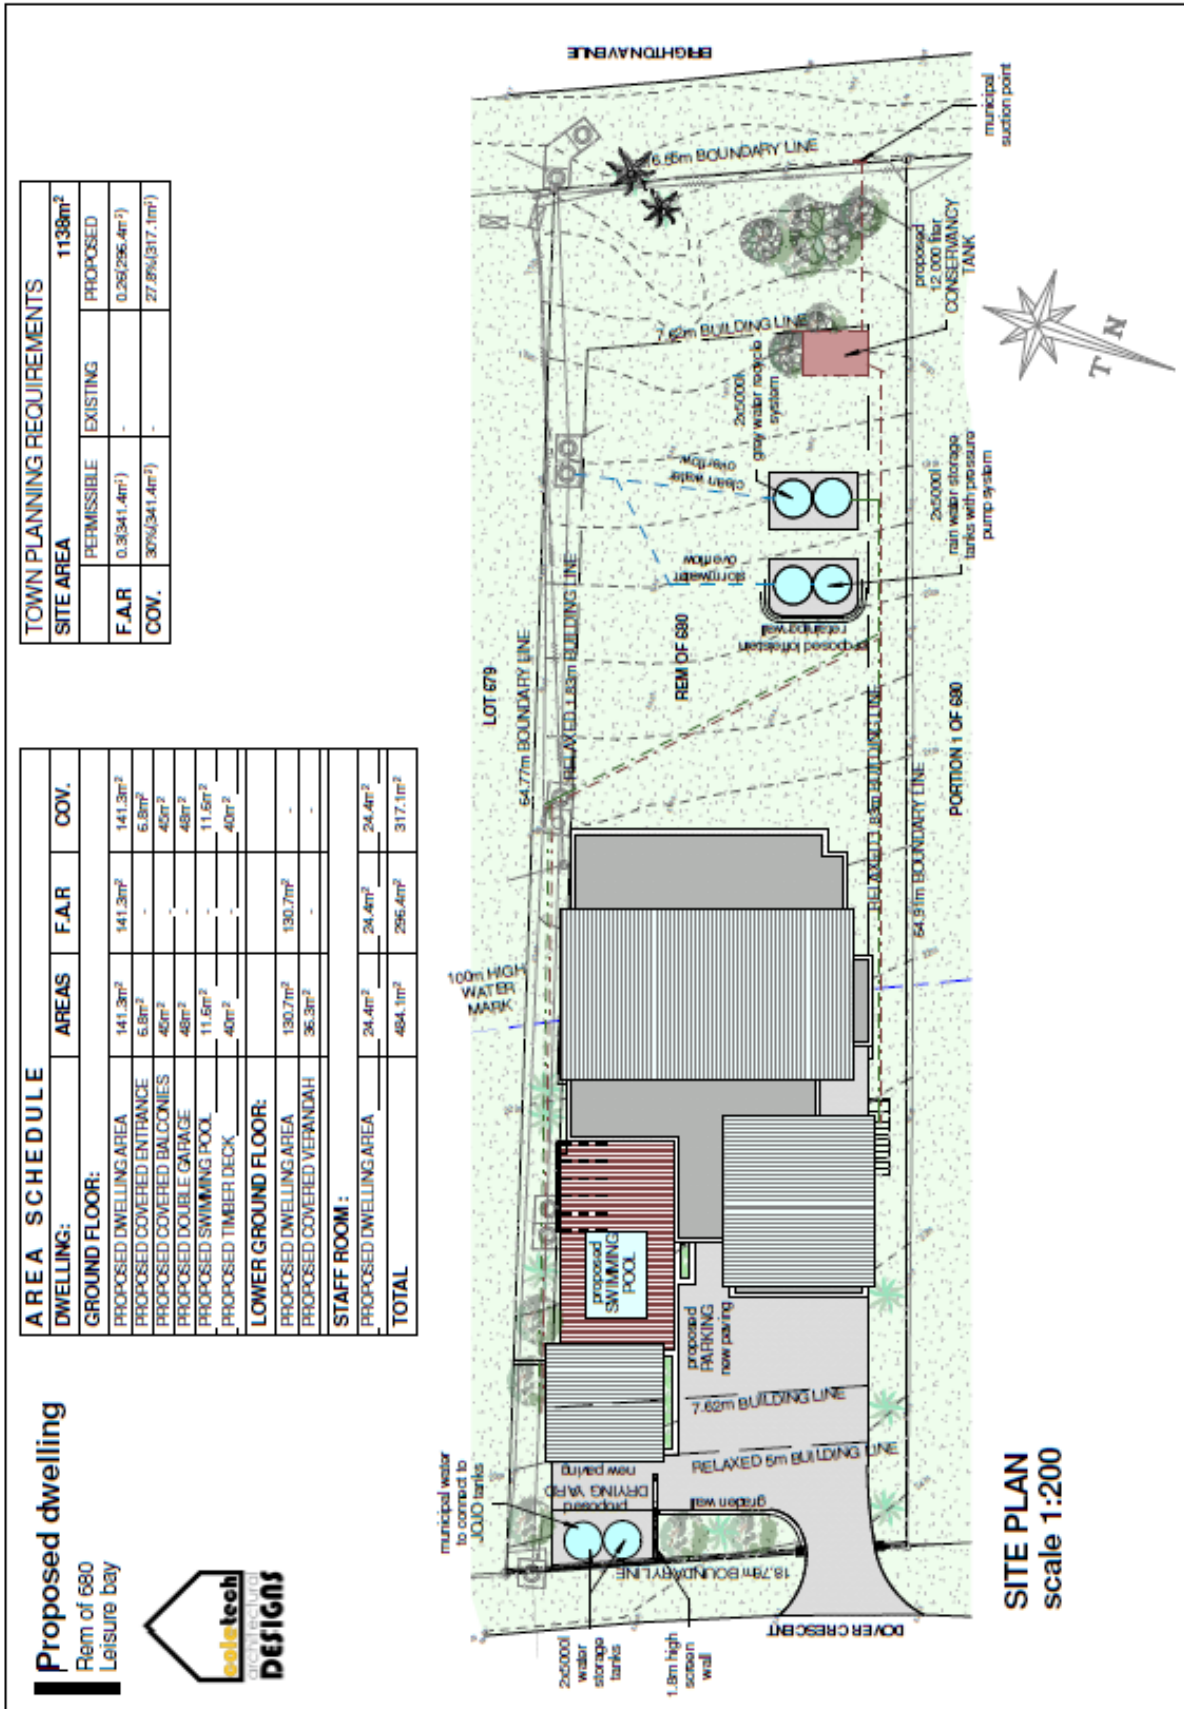 Proposed dwelling
Rem of 680
Leisure bay
coletech
architectural
DESIGNS
AREA SCHEDULE
DWELLING: AREAS F.A.R COV.
GROUND FLOOR:
PROPOSED DWELLING AREA 141.3m² 141.3m² 141.3m²
PROPOSED COVERED ENTRANCE 6.8m² - 6.8m²
PROPOSED COVERED BALCONIES 45m² - 45m²
PROPOSED DOUBLE GARAGE 48m² - 48m²
PROPOSED SWIMMING POOL 11.6m² - 11.6m²
PROPOSED TIMBER DECK 40m² - 40m²
LOWER GROUND FLOOR:
PROPOSED DWELLING AREA 130.7m² 130.7m² -
PROPOSED COVERED VERANDAH 36.3m² - -
STAFF ROOM :
PROPOSED DWELLING AREA 24.4m² 24.4m² 24.4m²
TOTAL 484.1m² 296.4m² 317.1m²
TOWN PLANNING REQUIREMENTS
SITE AREA 1138m²
PERMISSIBLE EXISTING PROPOSED
F.A.R 0.3(341.4m²) - 0.26(296.4m²)
COV. 30%(341.4m²) - 27.8%(317.1m²)
municipal water
to connect to
JOJO tanks
2x5000l
water
storage
tanks
1.8m high
screen
wall
DOVER CRESCENT
18.78m BOUNDARY LINE
proposed
DRYING YARD
new paving
graden wall
RELAXED 5m BUILDING LINE
7.62m BUILDING LINE
proposed
PARKING
new paving
proposed
SWIMMING
POOL
100m HIGH
WATER
MARK
LOT 679
64.77m BOUNDARY LINE
RELAXED 1.83m BUILDING LINE
REM OF 680
proposed loffelstein
retaining wall
stormwater
overflow
clean water
overflow
2x5000l
gray water recycle
system
7.62m BUILDING LINE
BOUNDARY LINE
BRIGHTON AVENUE
municipal
suction point
proposed
12 000 liter
CONSERVANCY
TANK
2x5000l
rain water storage
tanks with pressure
pump system
RELAXED 1.83m BUILDING LINE
64.91m BOUNDARY LINE
PORTION 1 OF 680
T N
SITE PLAN
scale 1:200